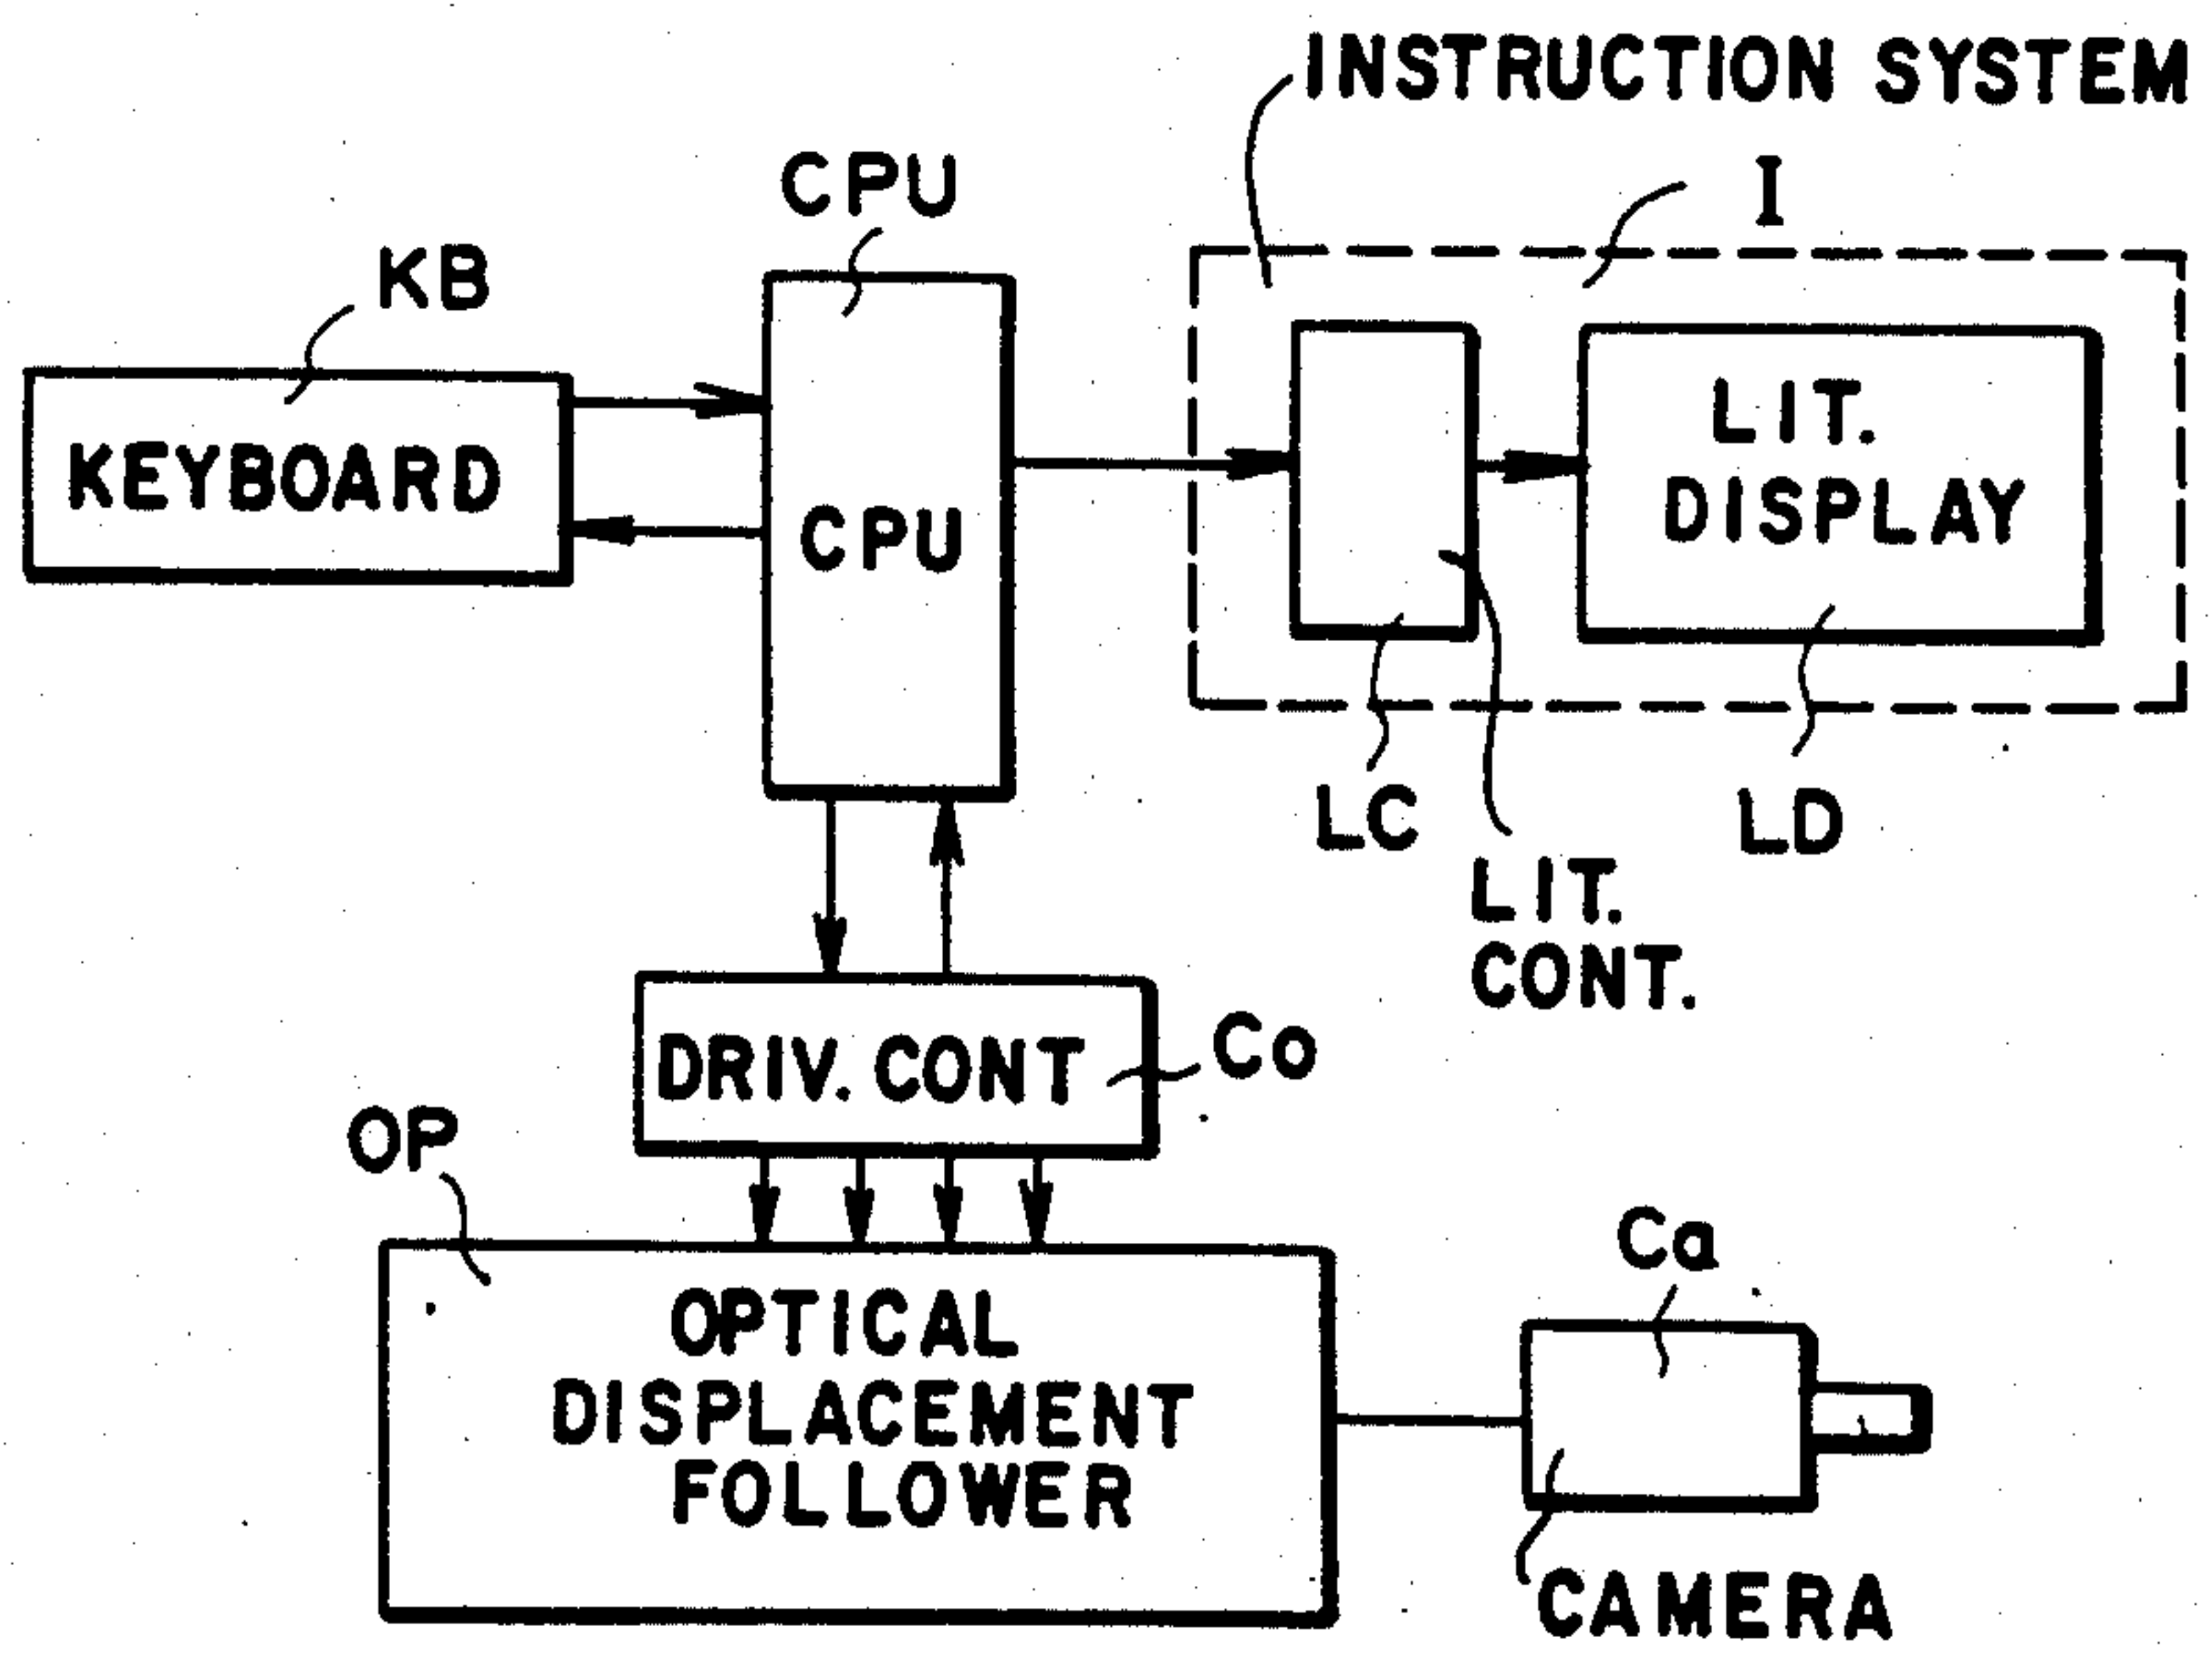 INSTRUCTION SYSTEM
I
CPU
KB
KEYBOARD
CPU
LIT.
DISPLAY
LC
LIT.
CONT.
LD
DRIV. CONT
Co
OP
OPTICAL
DISPLACEMENT
FOLLOWER
Ca
CAMERA